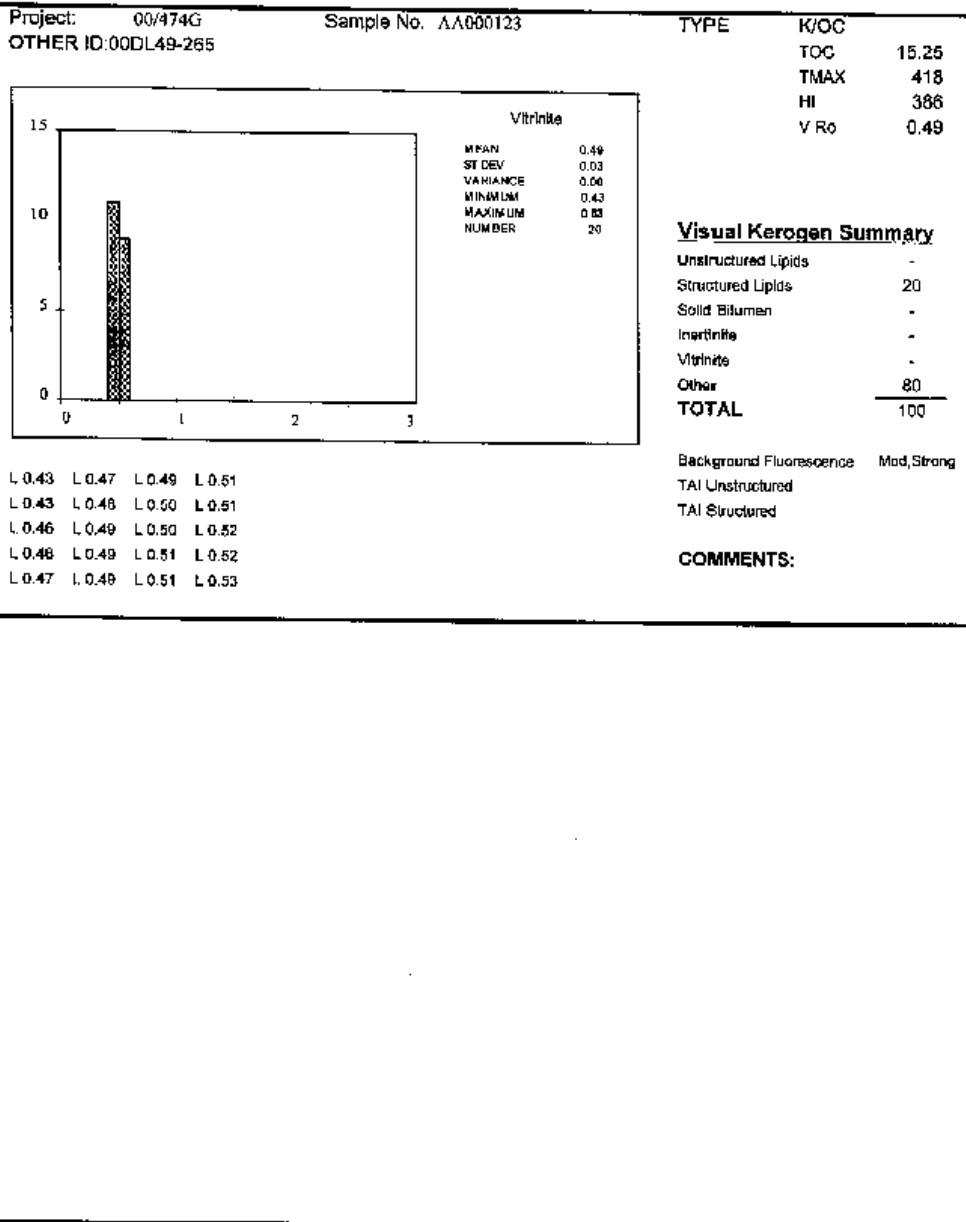 Project: 00/474G Sample No. AA000123 TYPE K/OC
OTHER ID:00DL49-265
TOC 15.25
TMAX 418
HI 386
V Ro 0.49
Vitrinite
MEAN 0.49
ST DEV 0.03
VARIANCE 0.00
MINIMUM 0.43
MAXIMUM 0.53
NUMBER 20
15
10
5
0
0 1 2 3
Visual Kerogen Summary
Unstructured Lipids -
Structured Lipids 20
Solid Bitumen -
Inertinite -
Vitrinite -
Other 80
TOTAL 100
Background Fluorescence Mod,Strong
TAI Unstructured
TAI Structured
COMMENTS:
L 0.43 L 0.47 L 0.49 L 0.51
L 0.43 L 0.48 L 0.50 L 0.51
L 0.46 L 0.49 L 0.50 L 0.52
L 0.49 L 0.51 L 0.52
L 0.47 L 0.49 L 0.51 L 0.53